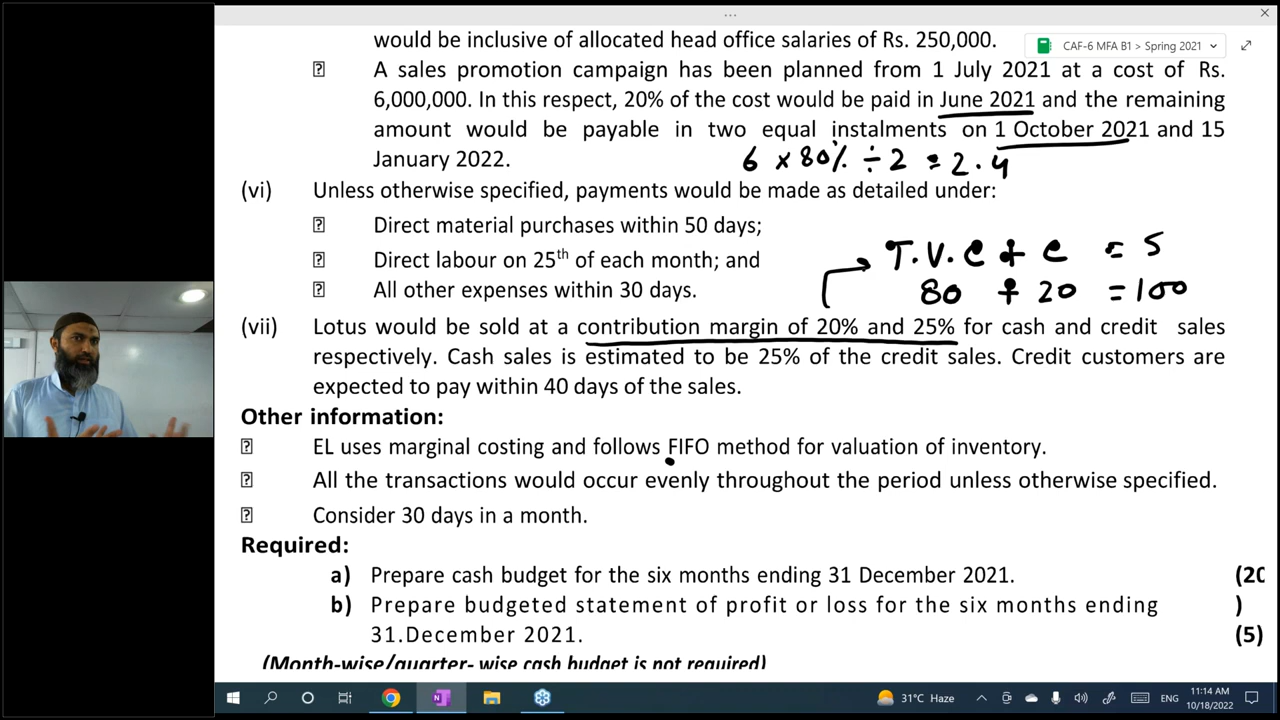 CAF-6 MFA B1 > Spring 2021
would be inclusive of allocated head office salaries of Rs. 250,000.
A sales promotion campaign has been planned from 1 July 2021 at a cost of Rs.
6,000,000. In this respect, 20% of the cost would be paid in June 2021 and the remaining
amount would be payable in two equal instalments on 1 October 2021 and 15
January 2022.
6 x 80% ÷ 2 = 2.4
(vi) Unless otherwise specified, payments would be made as detailed under:
Direct material purchases within 50 days;
Direct labour on 25th of each month; and
All other expenses within 30 days.
T.V.C + C = S
80 + 20 = 100
(vii) Lotus would be sold at a contribution margin of 20% and 25% for cash and credit sales
respectively. Cash sales is estimated to be 25% of the credit sales. Credit customers are
expected to pay within 40 days of the sales.
Other information:
EL uses marginal costing and follows FIFO method for valuation of inventory.
All the transactions would occur evenly throughout the period unless otherwise specified.
Consider 30 days in a month.
Required:
a) Prepare cash budget for the six months ending 31 December 2021. (20
b) Prepare budgeted statement of profit or loss for the six months ending )
31.December 2021. (5)
(Month-wise/quarter- wise cash budget is not required)
31°C Haze
ENG
11:14 AM
10/18/2022